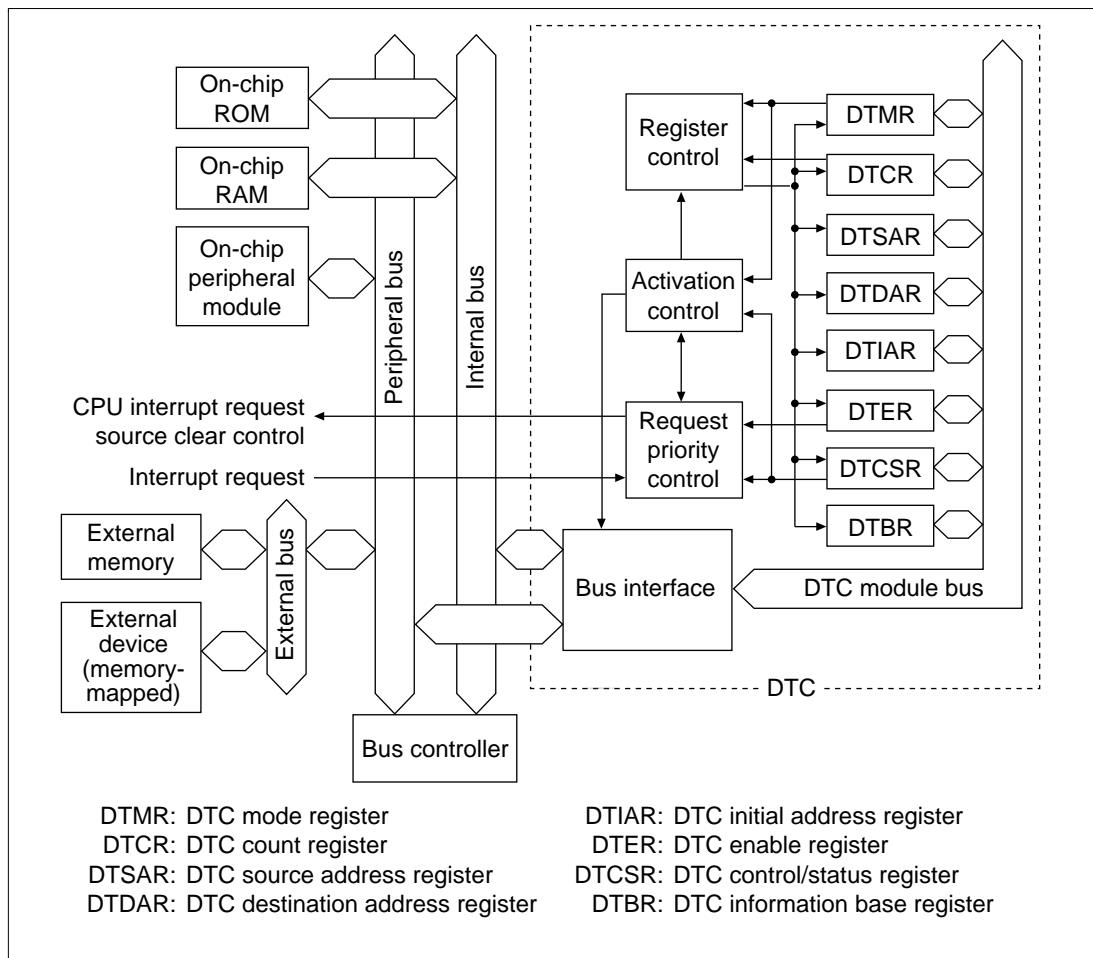 On-chip
ROM
On-chip
RAM
On-chip
peripheral
module
Peripheral bus
Internal bus
Register
control
Activation
control
Request
priority
control
DTMR
DTCR
DTSAR
DTDAR
DTIAR
DTER
DTCSR
DTBR
CPU interrupt request
source clear control
Interrupt request
External
memory
External
device
(memory-
mapped)
External bus
Bus interface
DTC module bus
DTC
Bus controller
DTMR: DTC mode register
DTCR: DTC count register
DTSAR: DTC source address register
DTDAR: DTC destination address register
DTIAR: DTC initial address register
DTER: DTC enable register
DTCSR: DTC control/status register
DTBR: DTC information base register